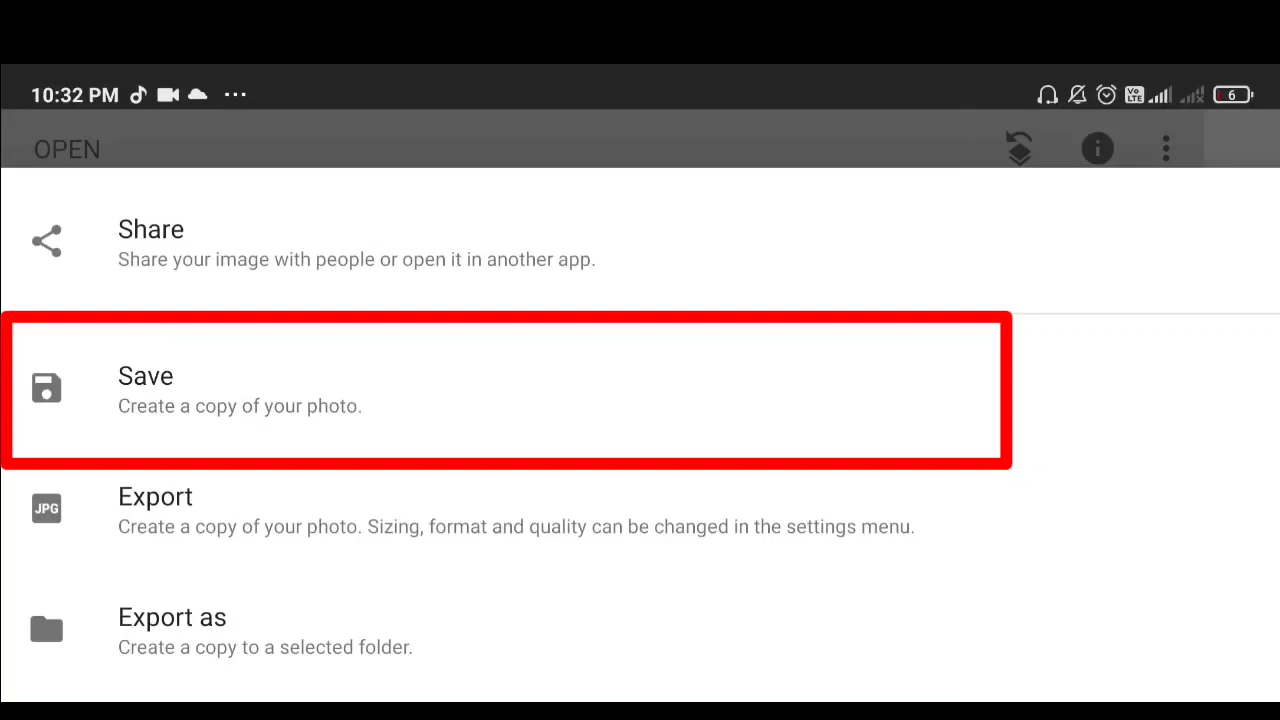 10:32 PM
Vo
LTE
6
OPEN
Share
Share your image with people or open it in another app.
Save
Create a copy of your photo.
JPG
Export
Create a copy of your photo. Sizing, format and quality can be changed in the settings menu.
Export as
Create a copy to a selected folder.